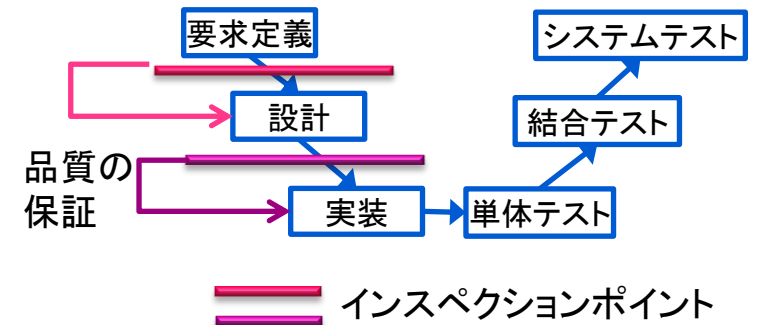 要求定義
システムテスト
設計
結合テスト
品質の
保証
実装
単体テスト
インスペクションポイント